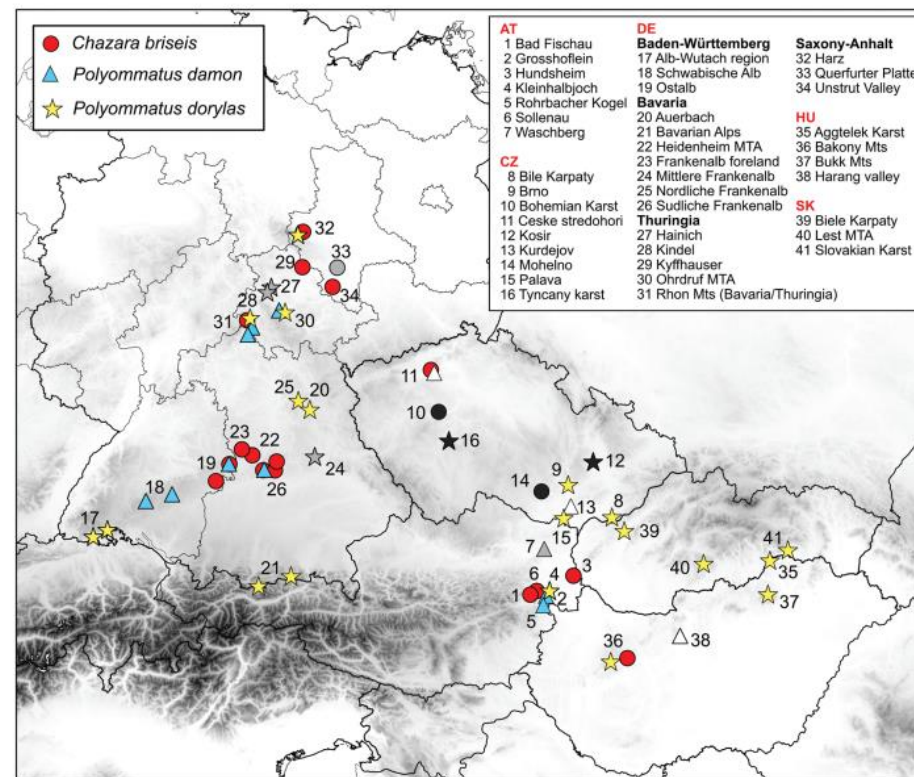 Chazara briseis
Polyommatus damon
Polyommatus dorylas
AT
1 Bad Fischau
2 Grosshoflein
3 Hundsheim
4 Kleinhalbjoch
5 Rohrbacher Kogel
6 Sollenau
7 Waschberg
CZ
8 Bile Karpaty
9 Brno
10 Bohemian Karst
11 Ceske stredohori
12 Kosir
13 Kurdejov
14 Mohelno
15 Palava
16 Tyncany karst
DE
Baden-Württemberg
17 Alb-Wutach region
18 Schwabische Alb
19 Ostalb
Bavaria
20 Auerbach
21 Bavarian Alps
22 Heidenheim MTA
23 Frankenalb foreland
24 Mittlere Frankenalb
25 Nordliche Frankenalb
26 Sudliche Frankenalb
Thuringia
27 Hainich
28 Kindel
29 Kyffhauser
30 Ohrdruf MTA
31 Rhon Mts (Bavaria/Thuringia)
Saxony-Anhalt
32 Harz
33 Querfurter Platte
34 Unstrut Valley
HU
35 Aggtelek Karst
36 Bakony Mts
37 Bukk Mts
38 Harang valley
SK
39 Biele Karpaty
40 Lest MTA
41 Slovakian Karst
32
29 33
27 34
28
31 30
11
25 20
10
16
23 22
19 24 12
26 9
18 14
13 8
17 15 39
7 41
21 3 40 35
6 4
1 2 37
5
38
36